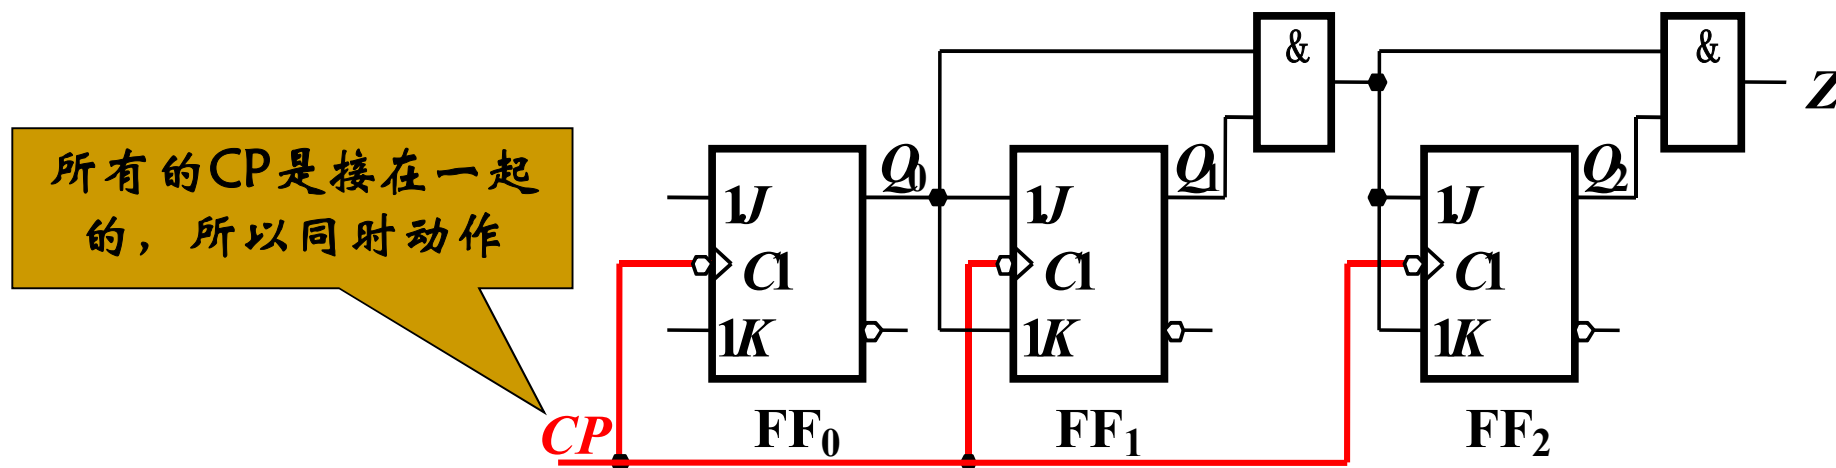 & &
Z
所有的CP是接在一起
的，所以同时动作
Q0 Q1 Q2
1J 1J 1J
C1 C1 C1
1K 1K 1K
CP FF0 FF1 FF2